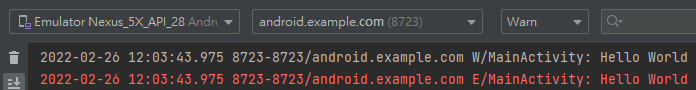 Emulator Nexus_5X_API_28 Andr
android.example.com (8723)
Warn
2022-02-26 12:03:43.975 8723-8723/android.example.com W/MainActivity: Hello World
2022-02-26 12:03:43.975 8723-8723/android.example.com E/MainActivity: Hello World